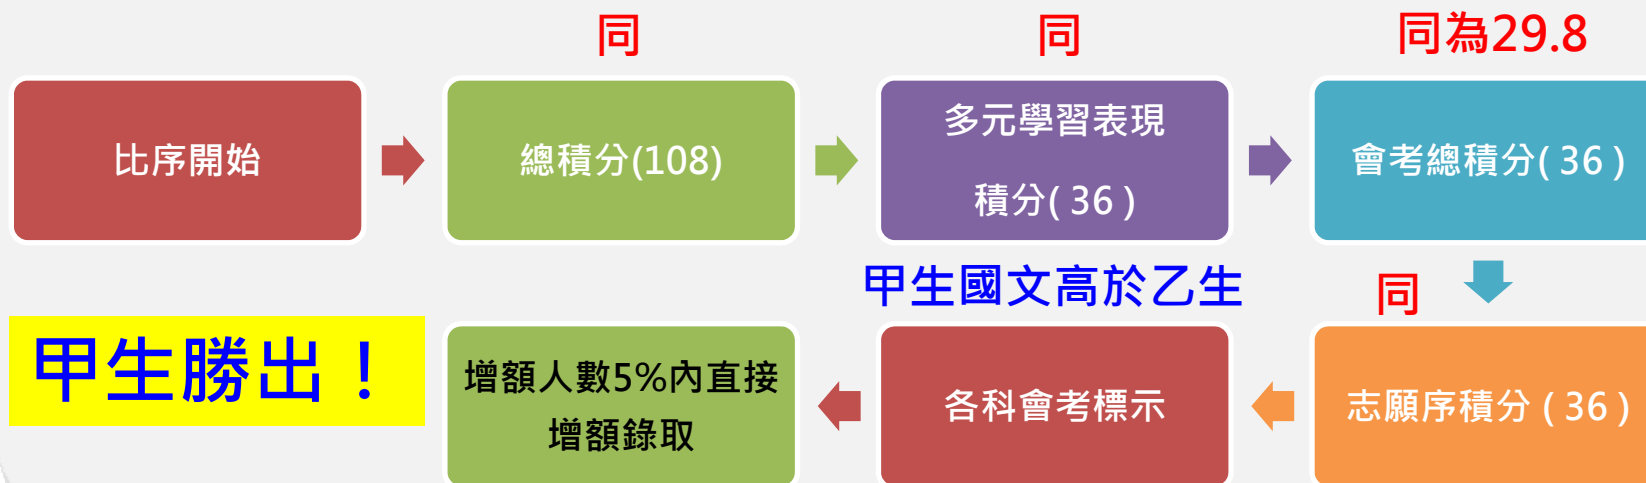 同
同
同為29.8
比序開始
總積分(108)
多元學習表現
積分( 36 )
會考總積分( 36 )
甲生國文高於乙生
同
甲生勝出！
增額人數5%內直接
增額錄取
各科會考標示
志願序積分 ( 36 )